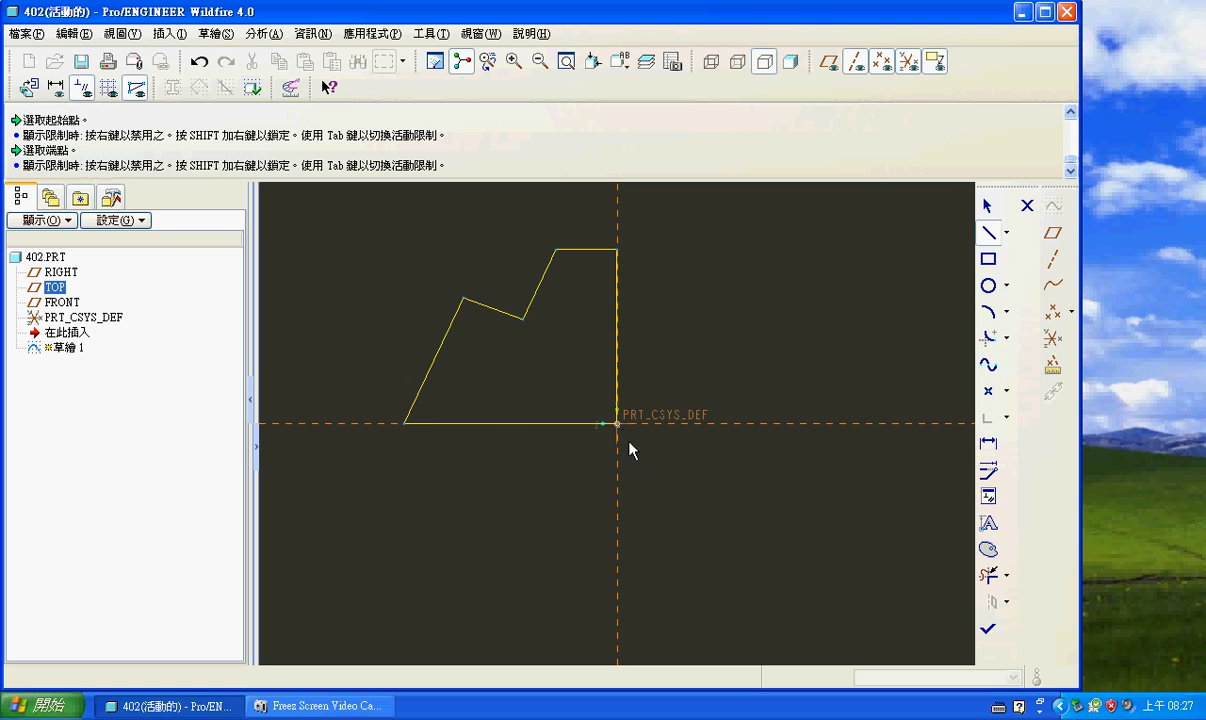 402(活動的) - Pro/ENGINEER Wildfire 4.0
檔案(F) 編輯(E) 視圖(V) 插入(I) 草繪(S) 分析(A) 資訊(N) 應用程式(P) 工具(T) 視窗(W) 說明(H)
選取起始點。
• 顯示限制時: 按右鍵以禁用之。按 SHIFT 加右鍵以鎖定。使用 Tab 鍵以切換活動限制。
選取端點。
• 顯示限制時: 按右鍵以禁用之。按 SHIFT 加右鍵以鎖定。使用 Tab 鍵以切換活動限制。
顯示(O) 設定(G)
402.PRT
RIGHT
TOP
FRONT
PRT_CSYS_DEF
在此插入
草繪 1
PRT_CSYS_DEF
開始 402(活動的) - Pro/EN... Freez Screen Video Ca... 上午 08:27